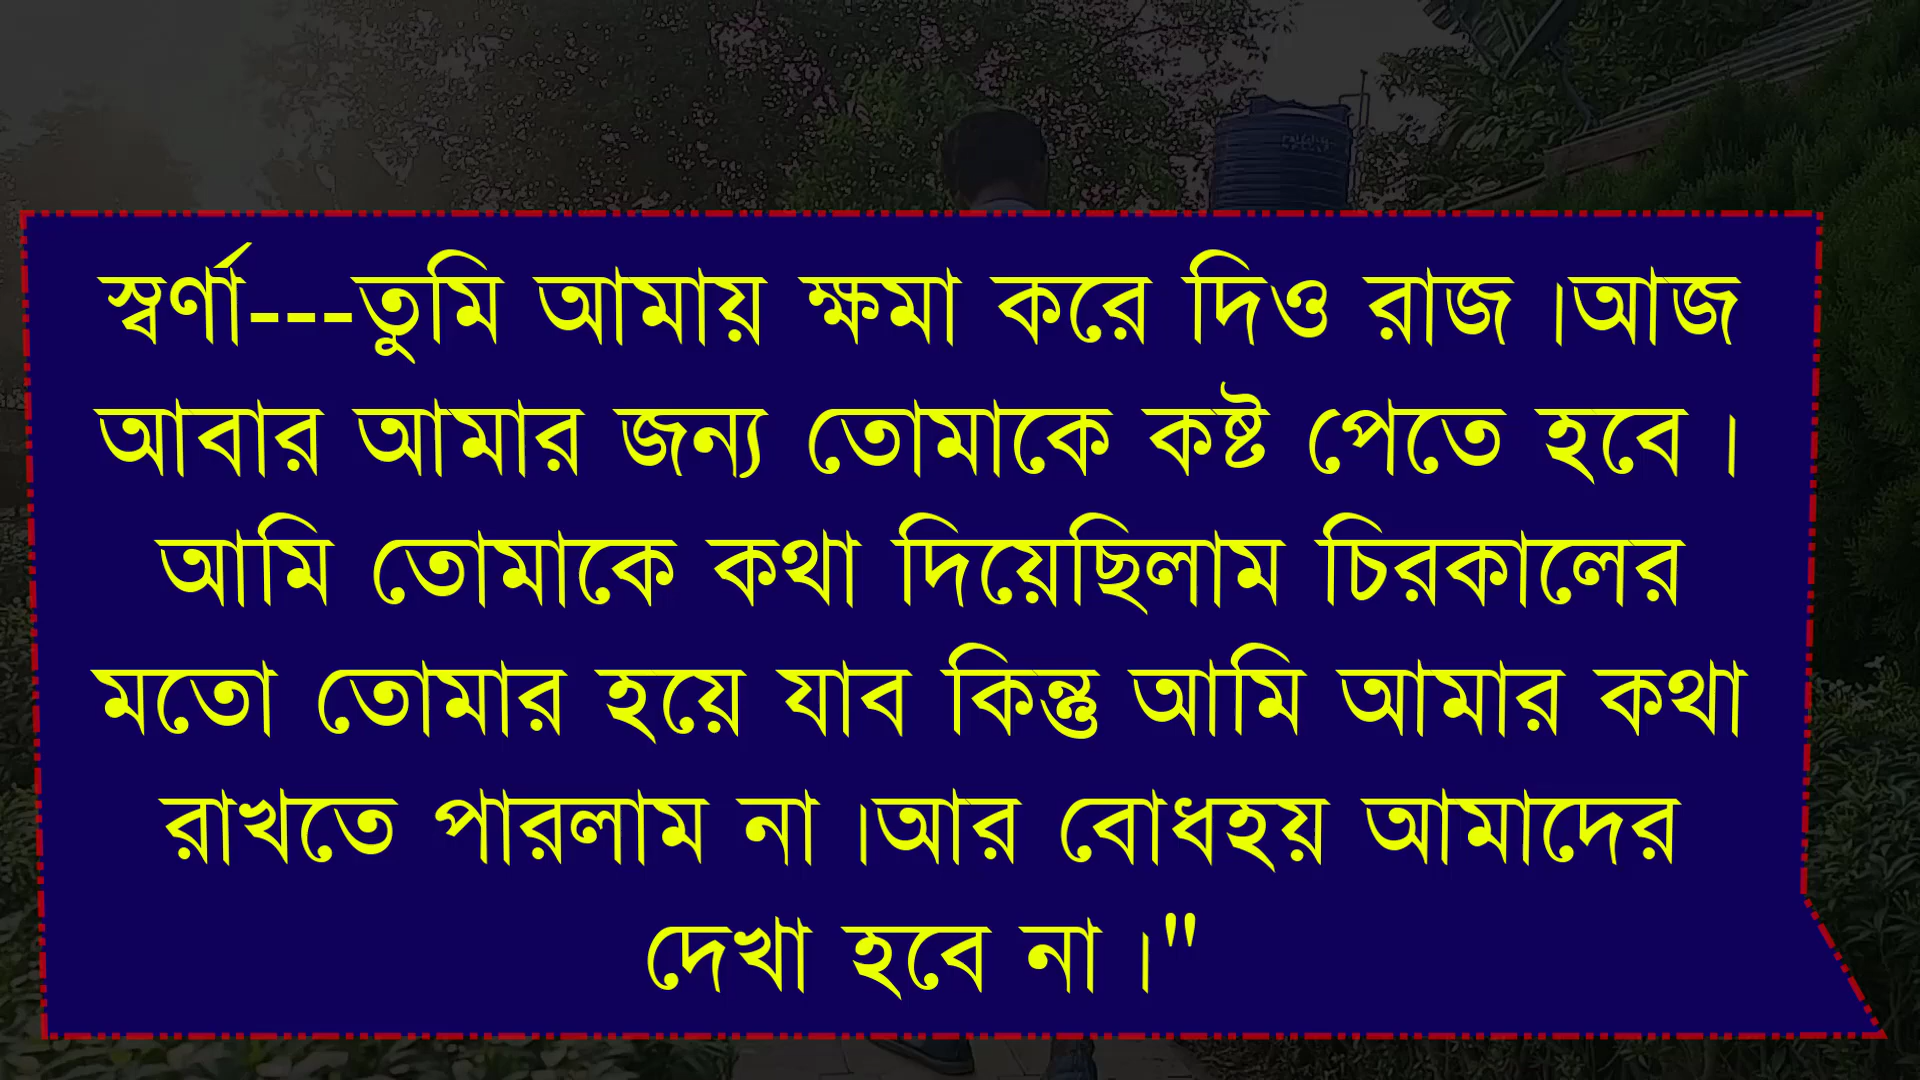 স্বর্ণা---তুমি আমায় ক্ষমা করে দিও রাজ।আজ
আবার আমার জন্য তোমাকে কষ্ট পেতে হবে।
আমি তোমাকে কথা দিয়েছিলাম চিরকালের
মতো তোমার হয়ে যাব কিন্তু আমি আমার কথা
রাখতে পারলাম না।আর বোধহয় আমাদের
দেখা হবে না।"